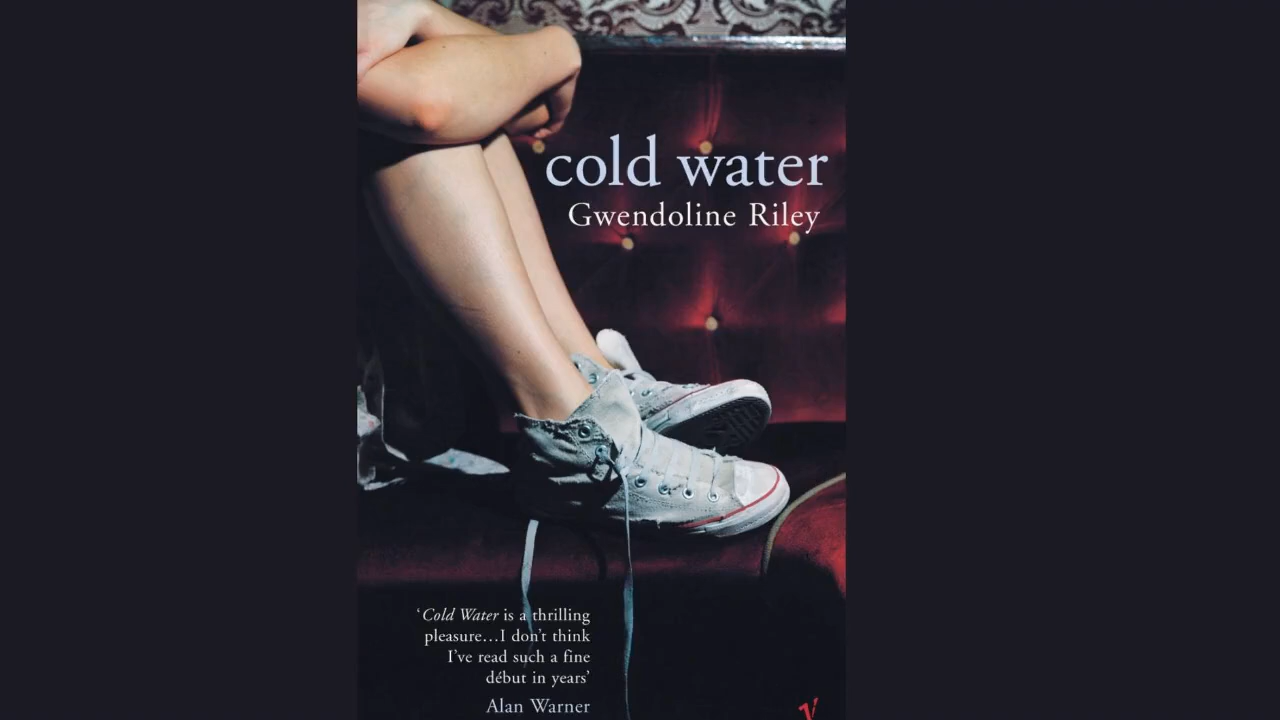 cold water
Gwendoline Riley
‘Cold Water is a thrilling
pleasure…I don’t think
I’ve read such a fine
début in years’
Alan Warner
V